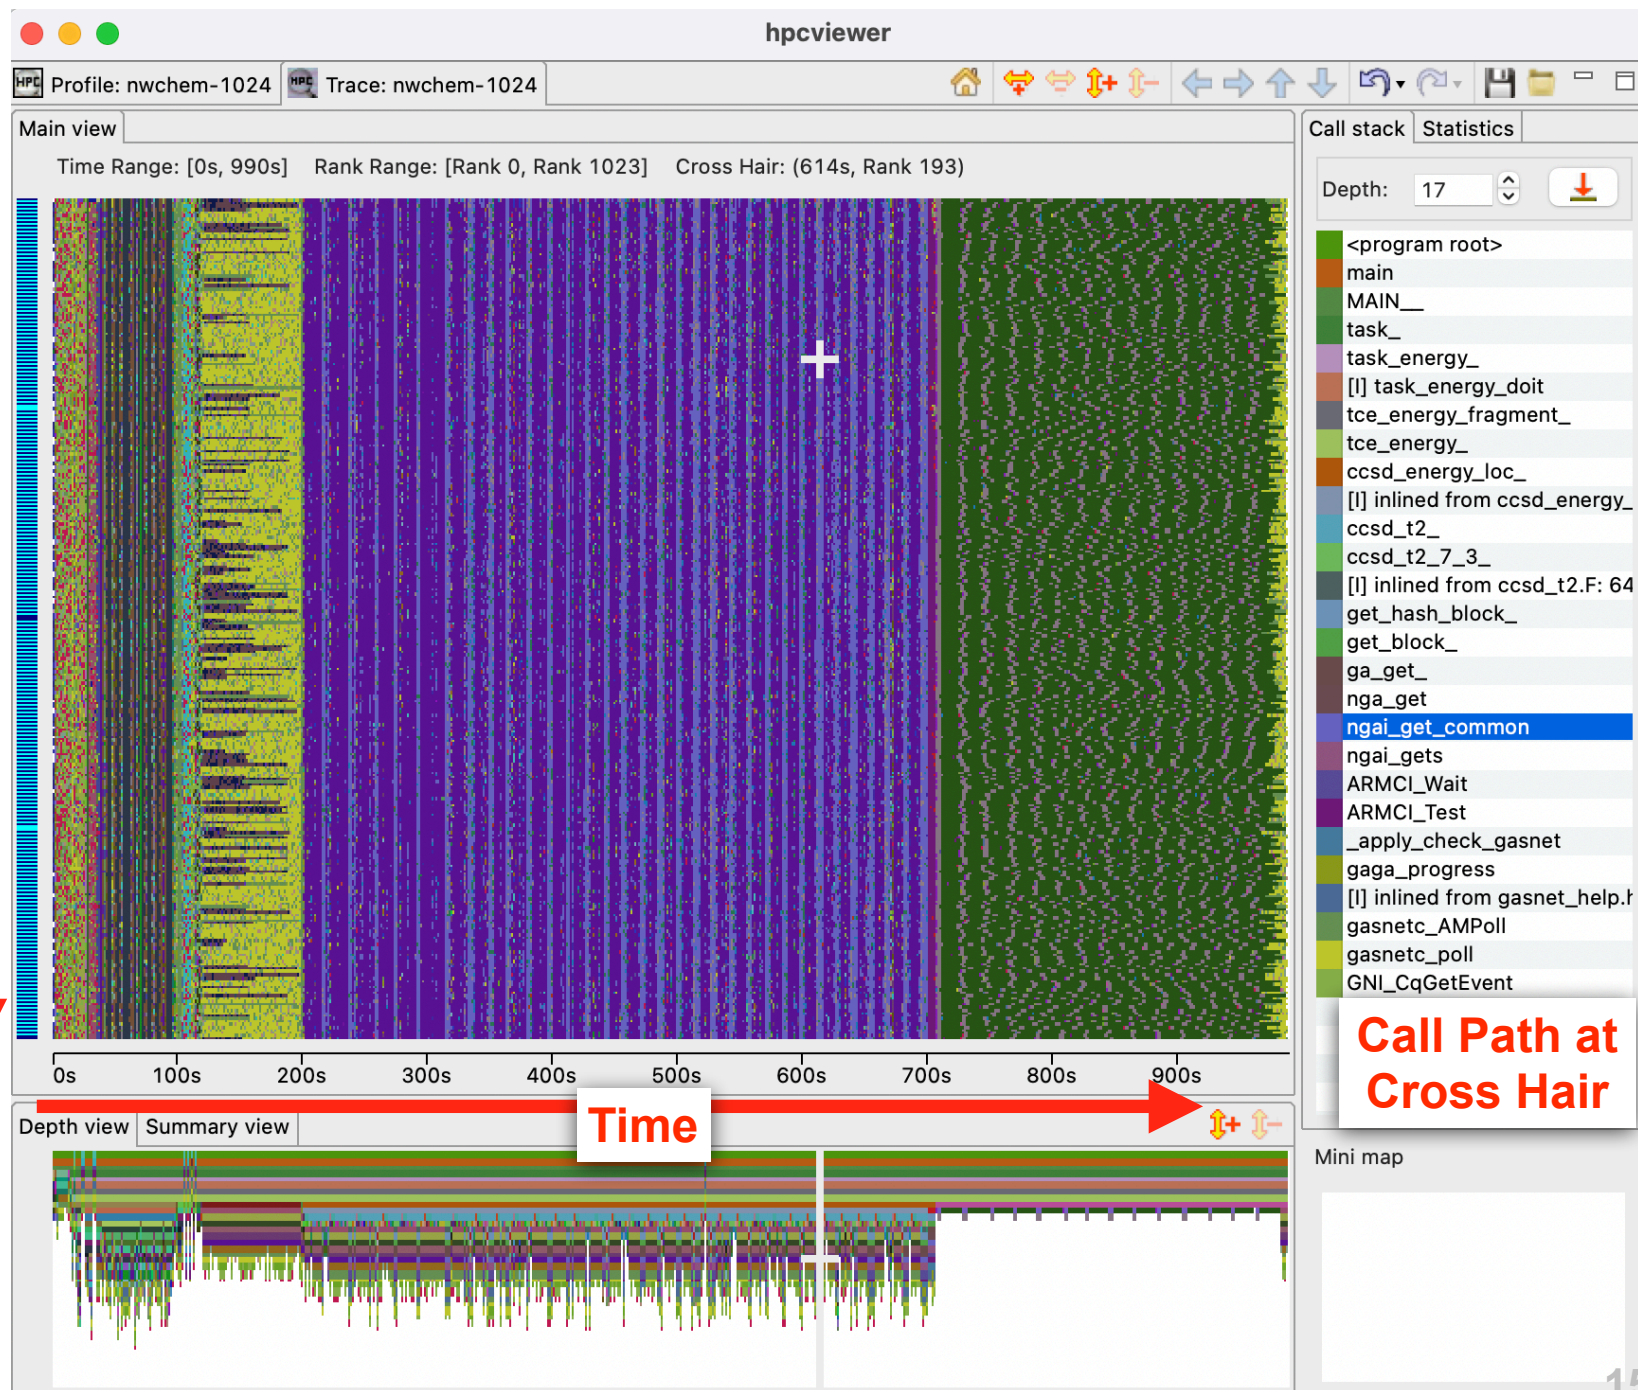 hpcviewer
Profile: nwchem-1024
Trace: nwchem-1024
Main view
Time Range: [0s, 990s] Rank Range: [Rank 0, Rank 1023] Cross Hair: (614s, Rank 193)
0s 100s 200s 300s 400s 500s 600s 700s 800s 900s
Time
Depth view
Summary view
Call stack
Statistics
Depth: 17
<program root>
main
MAIN__
task_
task_energy_
[I] task_energy_doit
tce_energy_fragment_
tce_energy_
ccsd_energy_loc_
[I] inlined from ccsd_energy_
ccsd_t2_
ccsd_t2_7_3_
[I] inlined from ccsd_t2.F: 64
get_hash_block_
get_block_
ga_get_
nga_get
ngai_get_common
ngai_gets
ARMCI_Wait
ARMCI_Test
_apply_check_gasnet
gaga_progress
[I] inlined from gasnet_help.h
gasnetc_AMPoll
gasnetc_poll
GNI_CqGetEvent
Call Path at
Cross Hair
Mini map